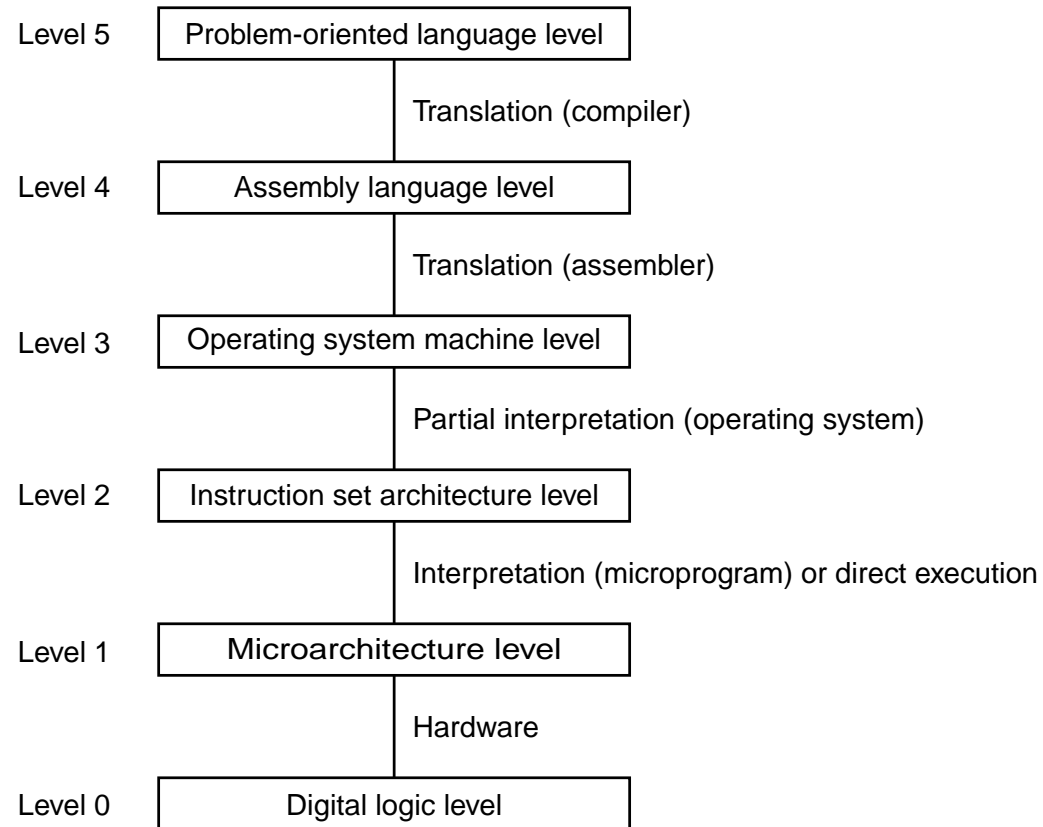 Level 5 Problem-oriented language level
Translation (compiler)
Level 4 Assembly language level
Translation (assembler)
Level 3 Operating system machine level
Partial interpretation (operating system)
Level 2 Instruction set architecture level
Interpretation (microprogram) or direct execution
Level 1 Microarchitecture level
Hardware
Level 0 Digital logic level